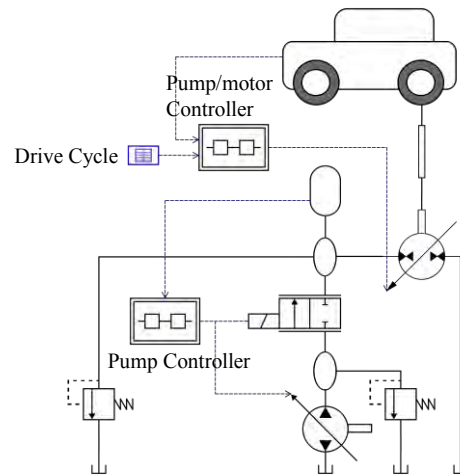 Pump/motor
Controller
Drive Cycle
Pump Controller